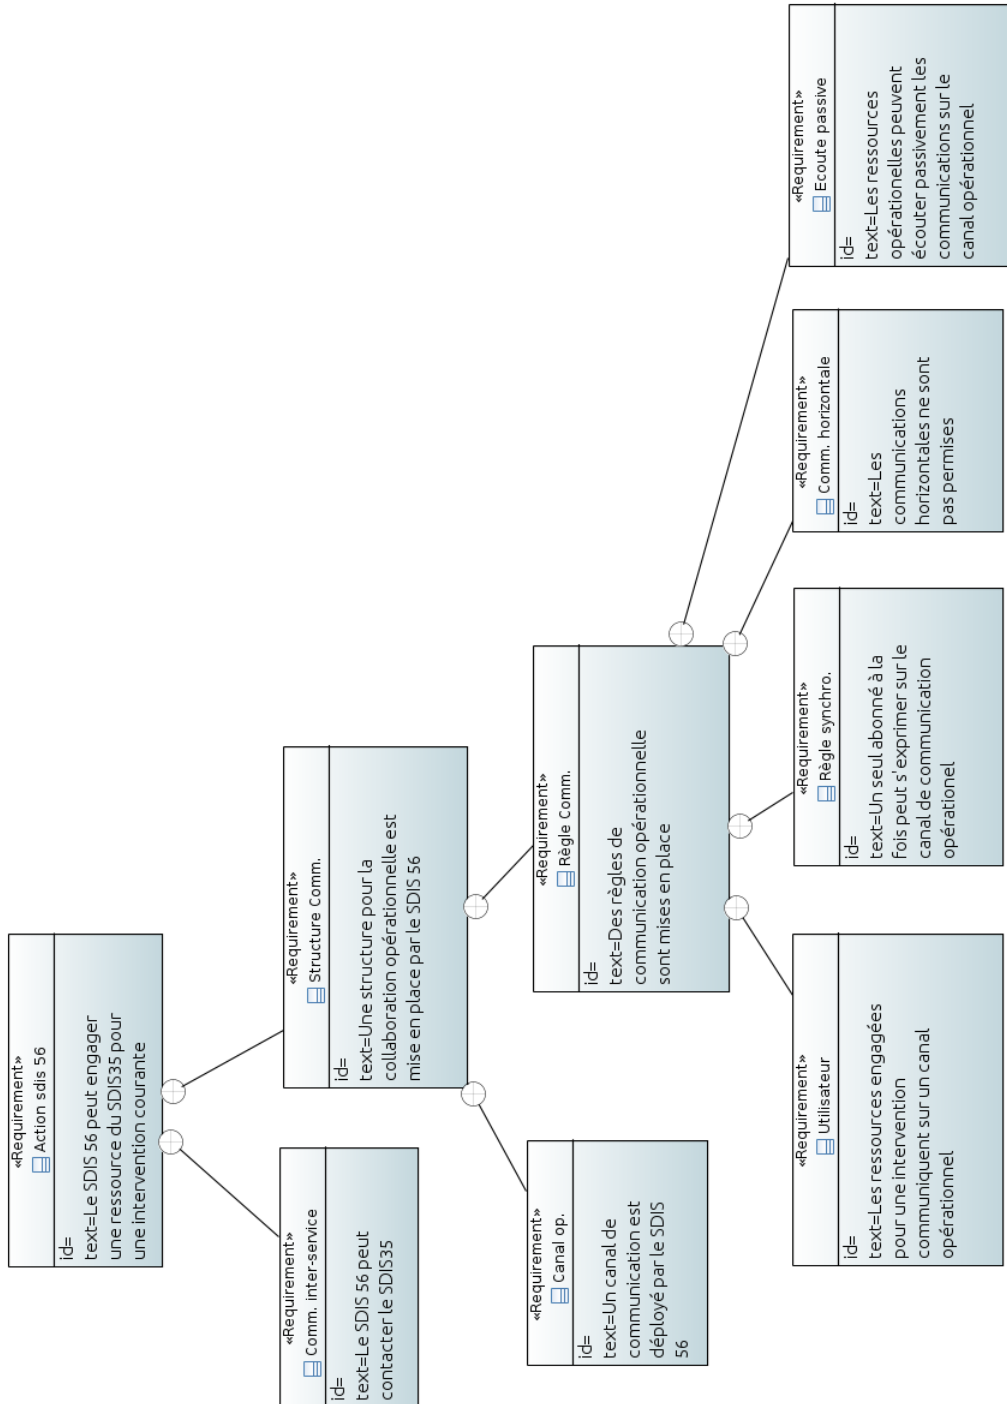 «Requirement»
Action sdis 56
id=
text=Le SDIS 56 peut engager
une ressource du SDIS35 pour
une intervention courante
«Requirement»
Comm. inter-service
id=
text=Le SDIS 56 peut
contacter le SDIS35
«Requirement»
Structure Comm.
id=
text=Une structure pour la
collaboration opérationnelle est
mise en place par le SDIS 56
«Requirement»
Canal op.
id=
text=Un canal de
communication est
déployé par le SDIS
56
«Requirement»
Règle Comm.
id=
text=Des règles de
communication opérationnelle
sont mises en place
«Requirement»
Utilisateur
id=
text=Les ressources engagées
pour une intervention
communiquent sur un canal
opérationnel
«Requirement»
Règle synchro.
id=
text=Un seul abonné à la
fois peut s'exprimer sur le
canal de communication
opérationel
«Requirement»
Comm. horizontale
id=
text=Les
communications
horizontales ne sont
pas permises
«Requirement»
Ecoute passive
id=
text=Les ressources
opérationelles peuvent
écouter passivement les
communications sur le
canal opérationnel